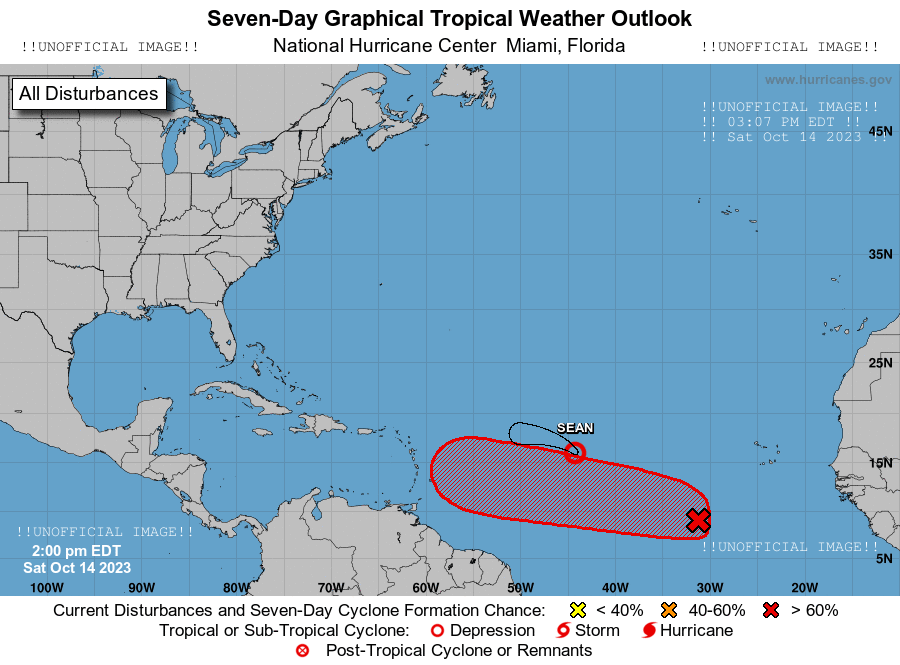 Seven-Day Graphical Tropical Weather Outlook
!!UNOFFICIAL IMAGE!! National Hurricane Center Miami, Florida !!UNOFFICIAL IMAGE!!
www.hurricanes.gov
All Disturbances
!!UNOFFICIAL IMAGE!!
!! 03:07 PM EDT !!
!! Sat Oct 14 2023 !!
45N
35N
25N
SEAN
15N
!!UNOFFICIAL IMAGE!!
2:00 pm EDT
Sat Oct 14 2023
!!UNOFFICIAL IMAGE!!
5N
100W 90W 80W 70W 60W 50W 40W 30W 20W
Current Disturbances and Seven-Day Cyclone Formation Chance: < 40% 40-60% > 60%
Tropical or Sub-Tropical Cyclone: Depression Storm Hurricane
Post-Tropical Cyclone or Remnants